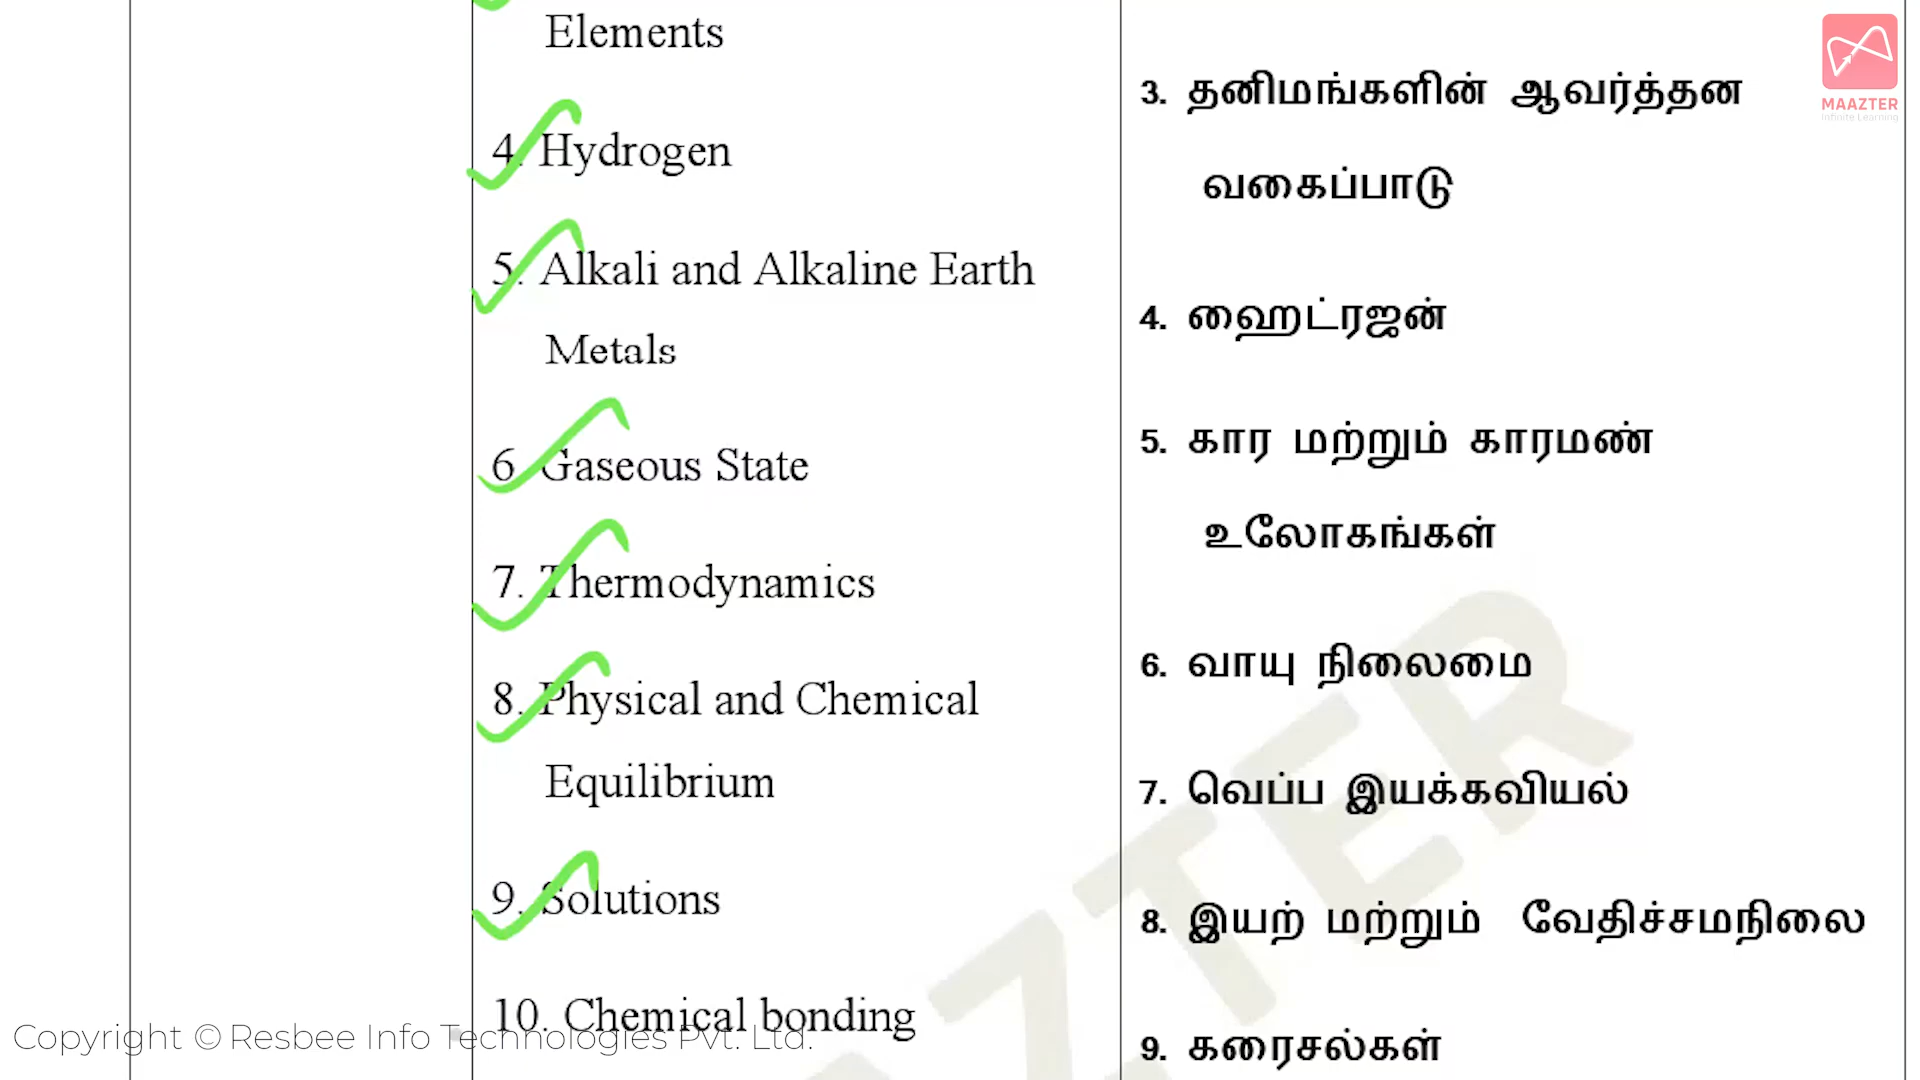 Elements
4. Hydrogen
5. Alkali and Alkaline Earth
Metals
6. Gaseous State
7. Thermodynamics
8. Physical and Chemical
Equilibrium
9. Solutions
10. Chemical bonding
3. தனிமங்களின் ஆவர்த்தன
வகைப்பாடு
4. ஹைட்ரஜன்
5. கார மற்றும் காரமண்
உலோகங்கள்
6. வாயு நிலைமை
7. வெப்ப இயக்கவியல்
8. இயற் மற்றும் வேதிச்சமநிலை
9. கரைசல்கள்
MAAZTER
Infinite Learning
AZTER
Copyright © Resbee Info Technologies Pvt. Ltd.